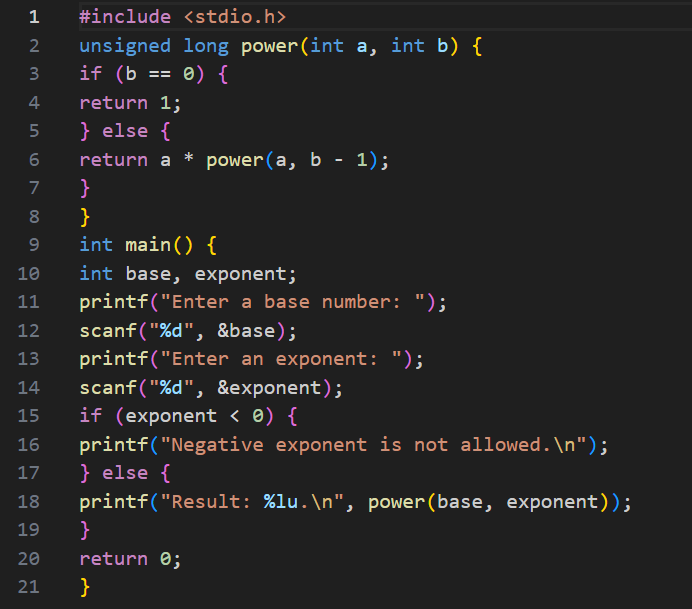 1 #include <stdio.h>
2 unsigned long power(int a, int b) {
3 if (b == 0) {
4 return 1;
5 } else {
6 return a * power(a, b - 1);
7 }
8 }
9 int main() {
10 int base, exponent;
11 printf("Enter a base number: ");
12 scanf("%d", &base);
13 printf("Enter an exponent: ");
14 scanf("%d", &exponent);
15 if (exponent < 0) {
16 printf("Negative exponent is not allowed.\n");
17 } else {
18 printf("Result: %lu.\n", power(base, exponent));
19 }
20 return 0;
21 }